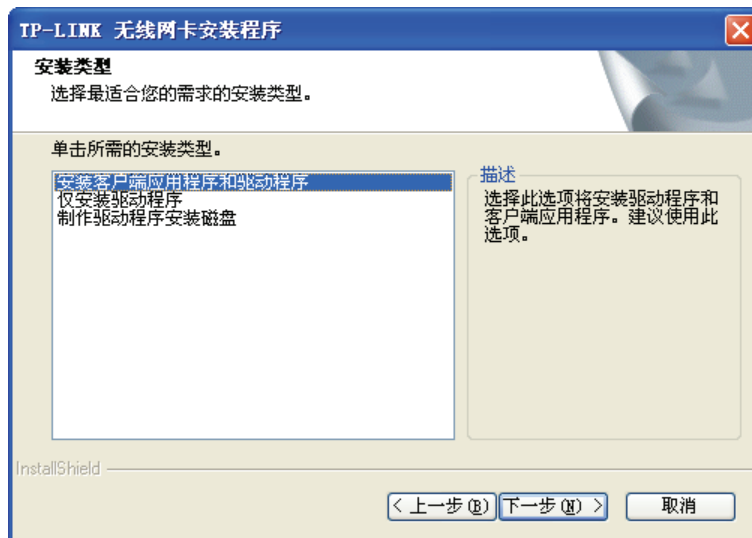 TP-LINK 无线网卡安装程序
安装类型
选择最适合您的需求的安装类型。
单击所需的安装类型。
安装客户端应用程序和驱动程序
仅安装驱动程序
制作驱动程序安装磁盘
描述
选择此选项将安装驱动程序和
客户端应用程序。建议使用此
选项。
InstallShield
< 上一步(B)
下一步(N) >
取消